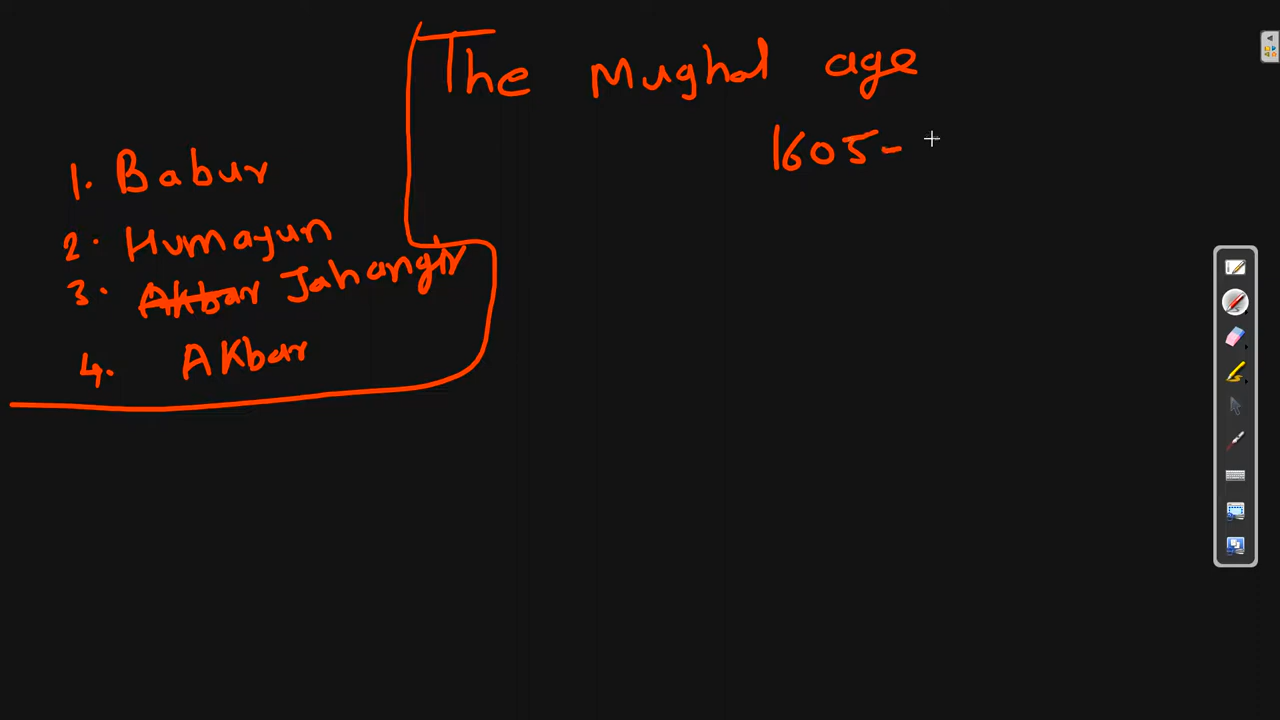 The Mughal age
1605-
1. Babur
2. Humayun
3. Akbar Jahangir
4. Akbar